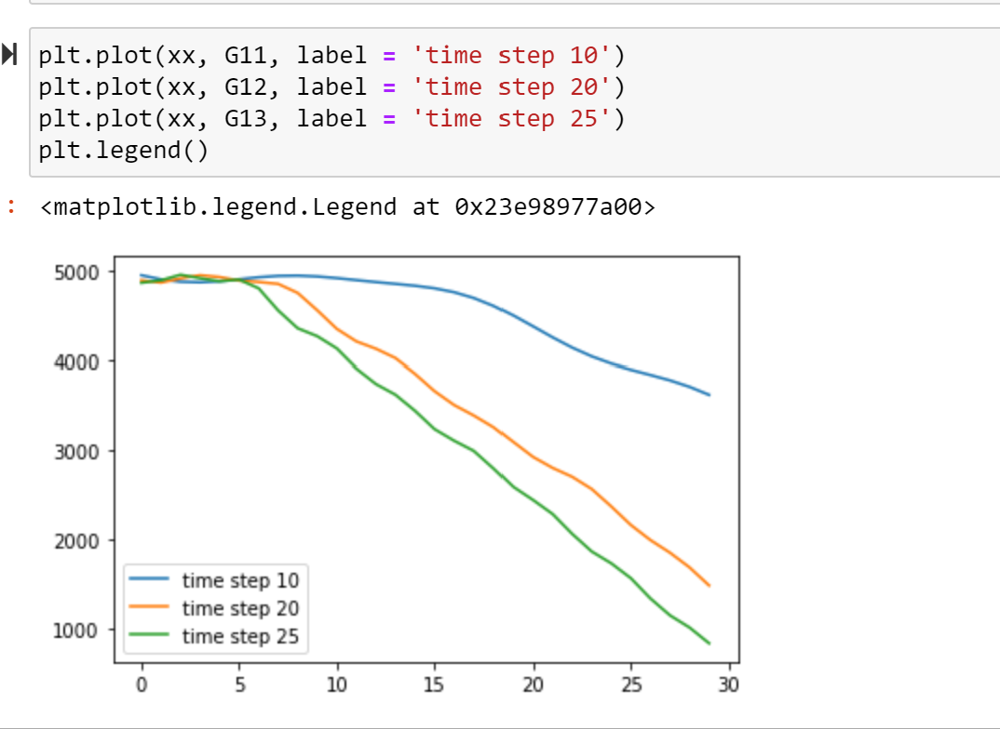 plt.plot(xx, G11, label = 'time step 10')
plt.plot(xx, G12, label = 'time step 20')
plt.plot(xx, G13, label = 'time step 25')
plt.legend()
: <matplotlib.legend.Legend at 0x23e98977a00>
5000
4000
3000
2000
1000
time step 10
time step 20
time step 25
0 5 10 15 20 25 30